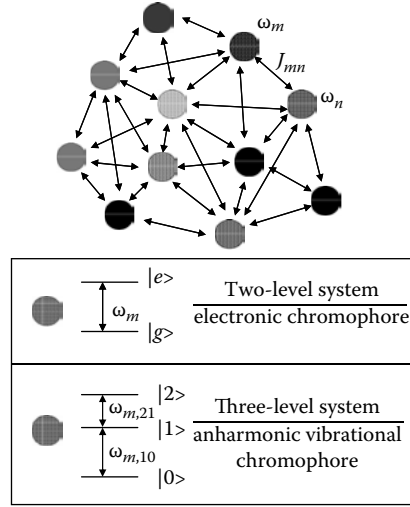 ωm
Jmn
ωn
|e>
ωm
|g>
Two-level system
electronic chromophore
|2>
ωm,21
|1>
ωm,10
|0>
Three-level system
anharmonic vibrational
chromophore